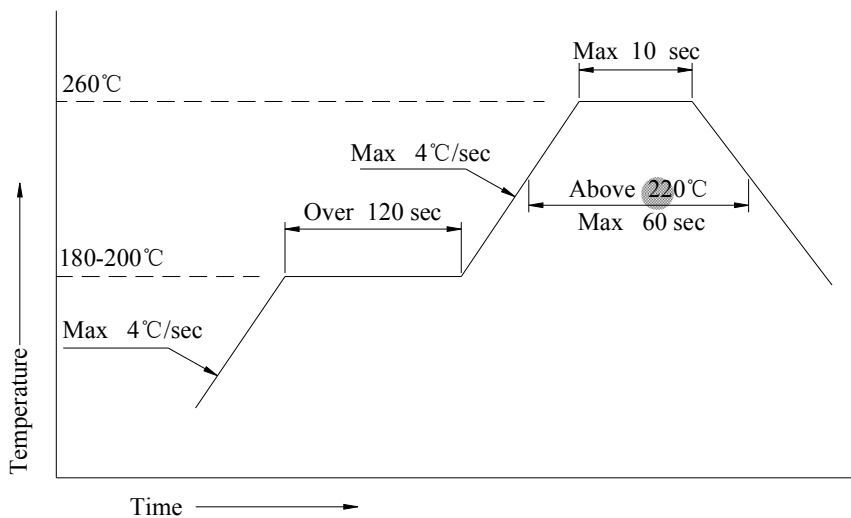 Max 10 sec
260℃
Max 4℃/sec
Above 220℃
Over 120 sec
Max 60 sec
180-200℃
Max 4℃/sec
Temperature
Time